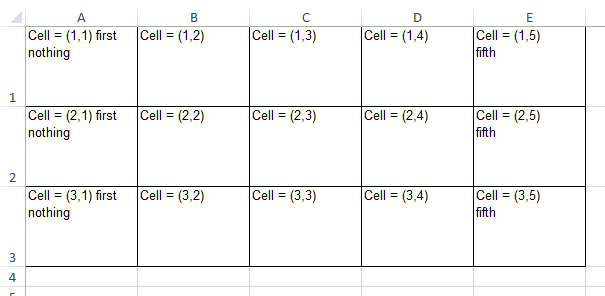 A B C D E
Cell = (1,1) first Cell = (1,2) Cell = (1,3) Cell = (1,4) Cell = (1,5)
nothing fifth
1
Cell = (2,1) first Cell = (2,2) Cell = (2,3) Cell = (2,4) Cell = (2,5)
nothing fifth
2
Cell = (3,1) first Cell = (3,2) Cell = (3,3) Cell = (3,4) Cell = (3,5)
nothing fifth
3
4